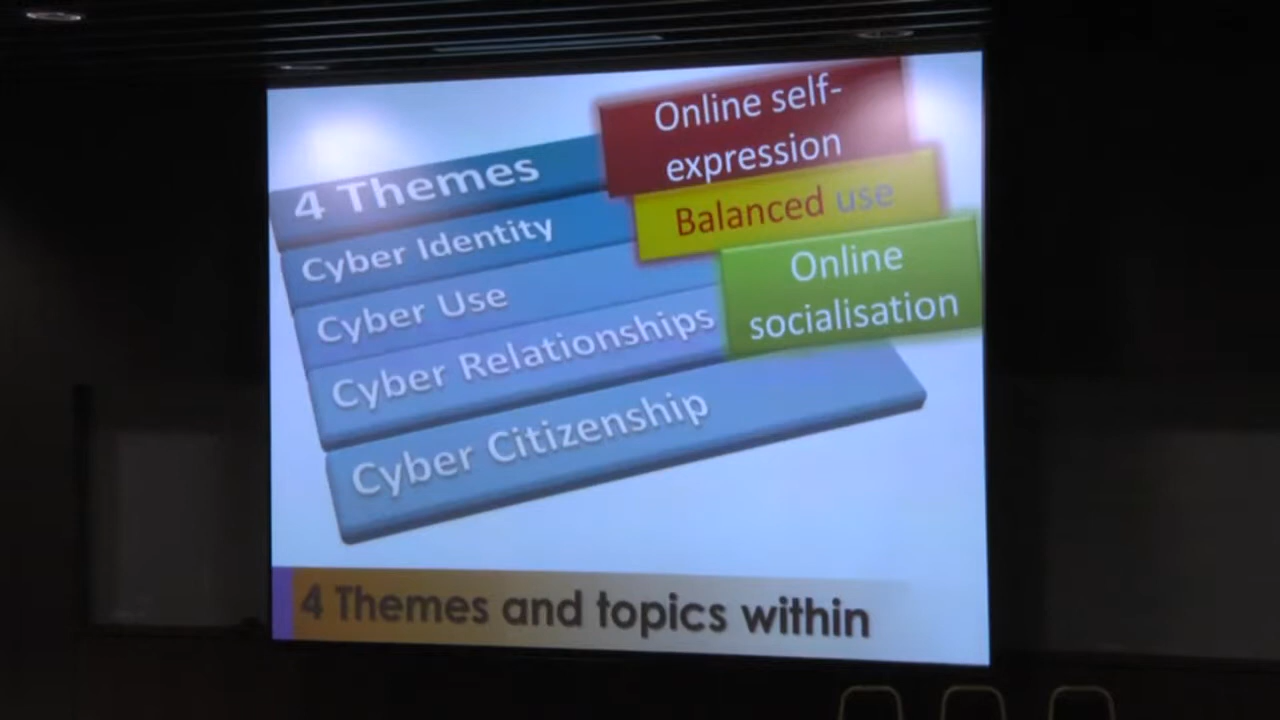 Online self-
expression
4 Themes
Balanced use
Cyber Identity
Online
socialisation
Cyber Use
Cyber Relationships
Cyber Citizenship
4 Themes and topics within